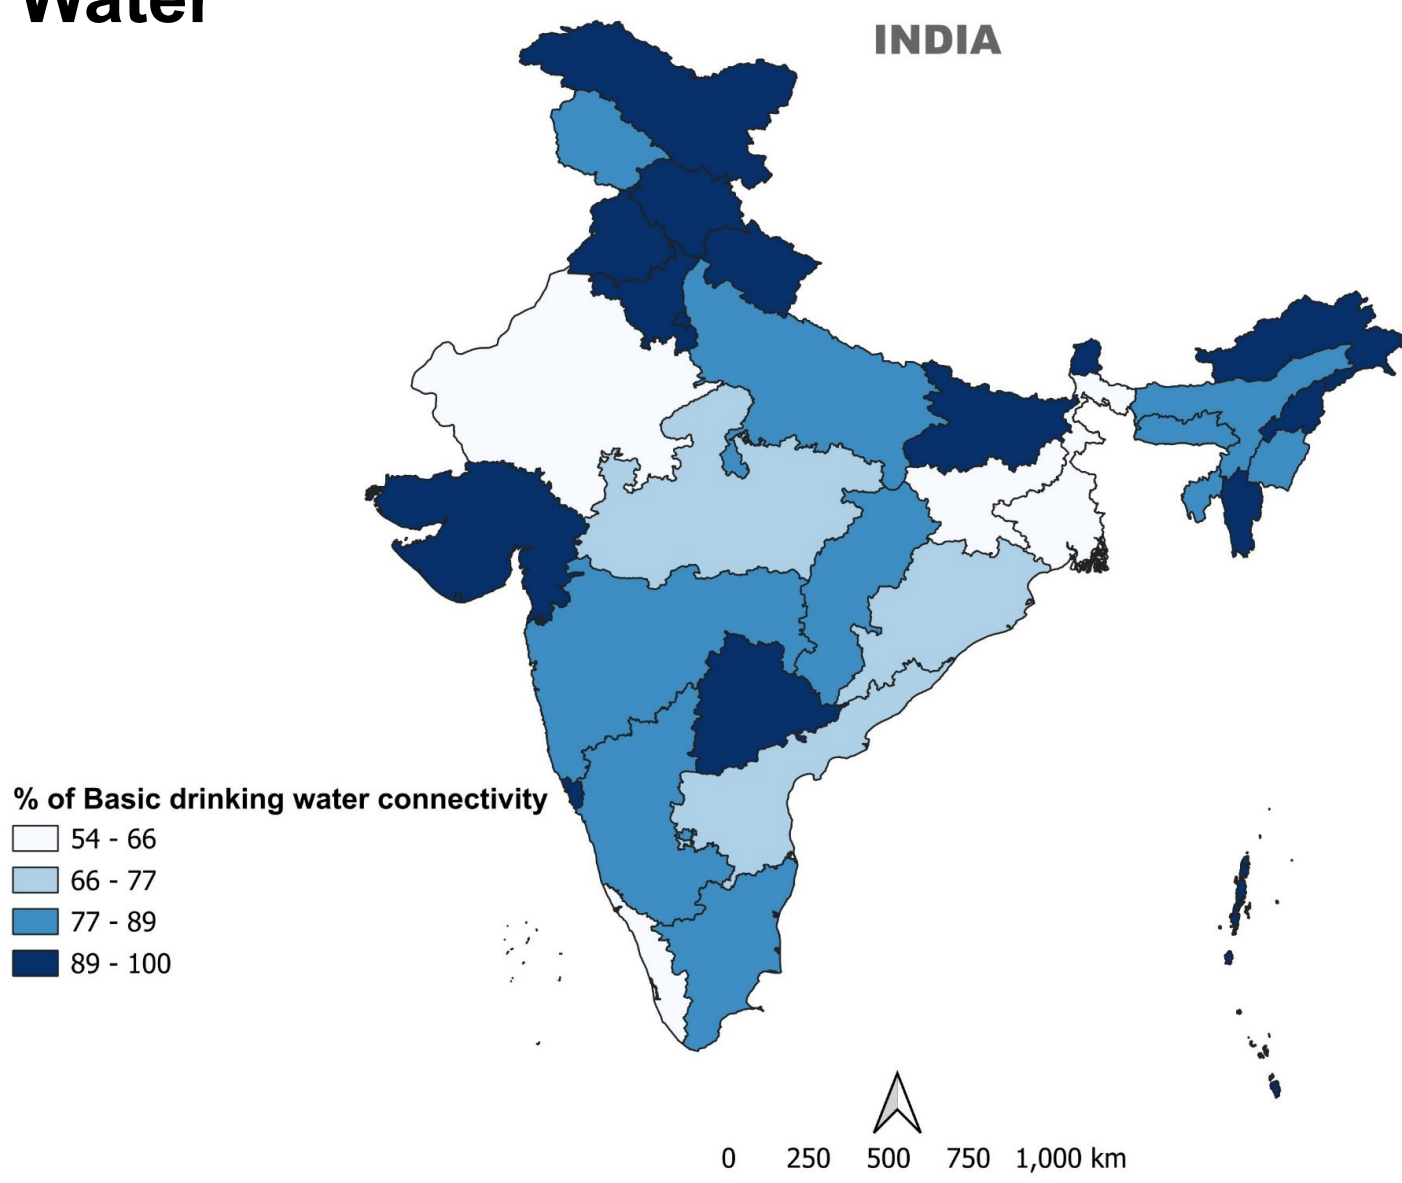 Water
INDIA
% of Basic drinking water connectivity
54 - 66
66 - 77
77 - 89
89 - 100
0 250 500 750 1,000 km